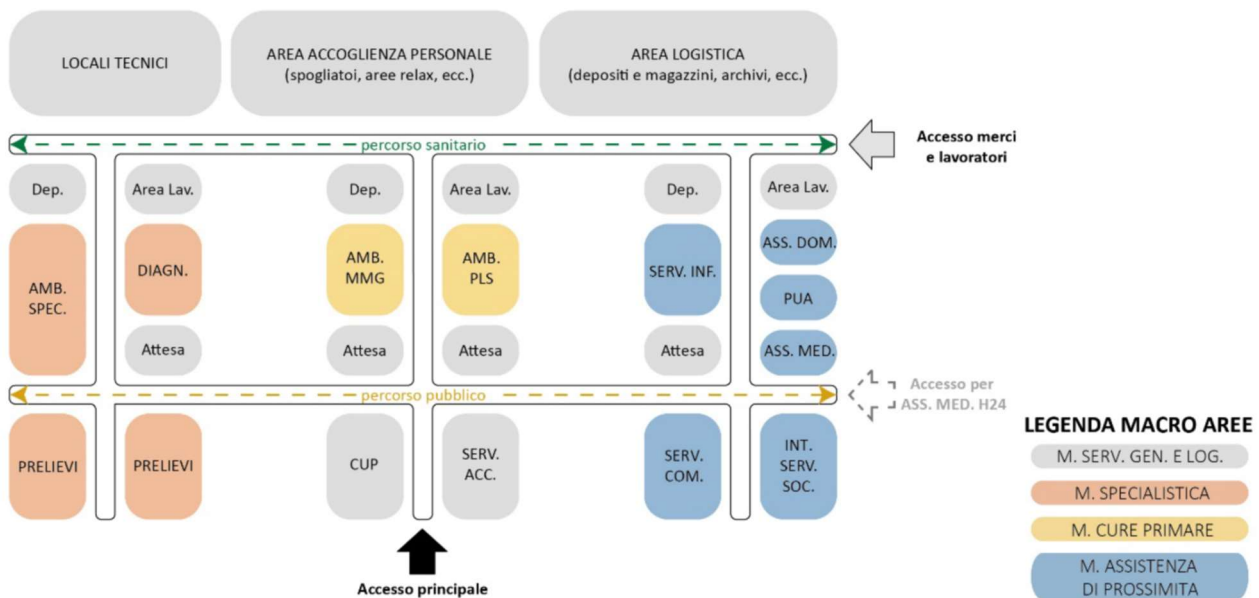 LOCALI TECNICI
AREA ACCOGLIENZA PERSONALE
(spogliatoi, aree relax, ecc.)
AREA LOGISTICA
(depositi e magazzini, archivi, ecc.)
percorso sanitario
Accesso merci
e lavoratori
Dep.
Area Lav.
Dep.
Area Lav.
Dep.
Area Lav.
AMB.
SPEC.
DIAGN.
AMB.
MMG
AMB.
PLS
SERV. INF.
ASS. DOM.
PUA
Attesa
Attesa
Attesa
Attesa
ASS. MED.
percorso pubblico
Accesso per
ASS. MED. H24
PRELIEVI
PRELIEVI
CUP
SERV.
ACC.
SERV.
COM.
INT.
SERV.
SOC.
Accesso principale
LEGENDA MACRO AREE
M. SERV. GEN. E LOG.
M. SPECIALISTICA
M. CURE PRIMARE
M. ASSISTENZA
DI PROSSIMITA